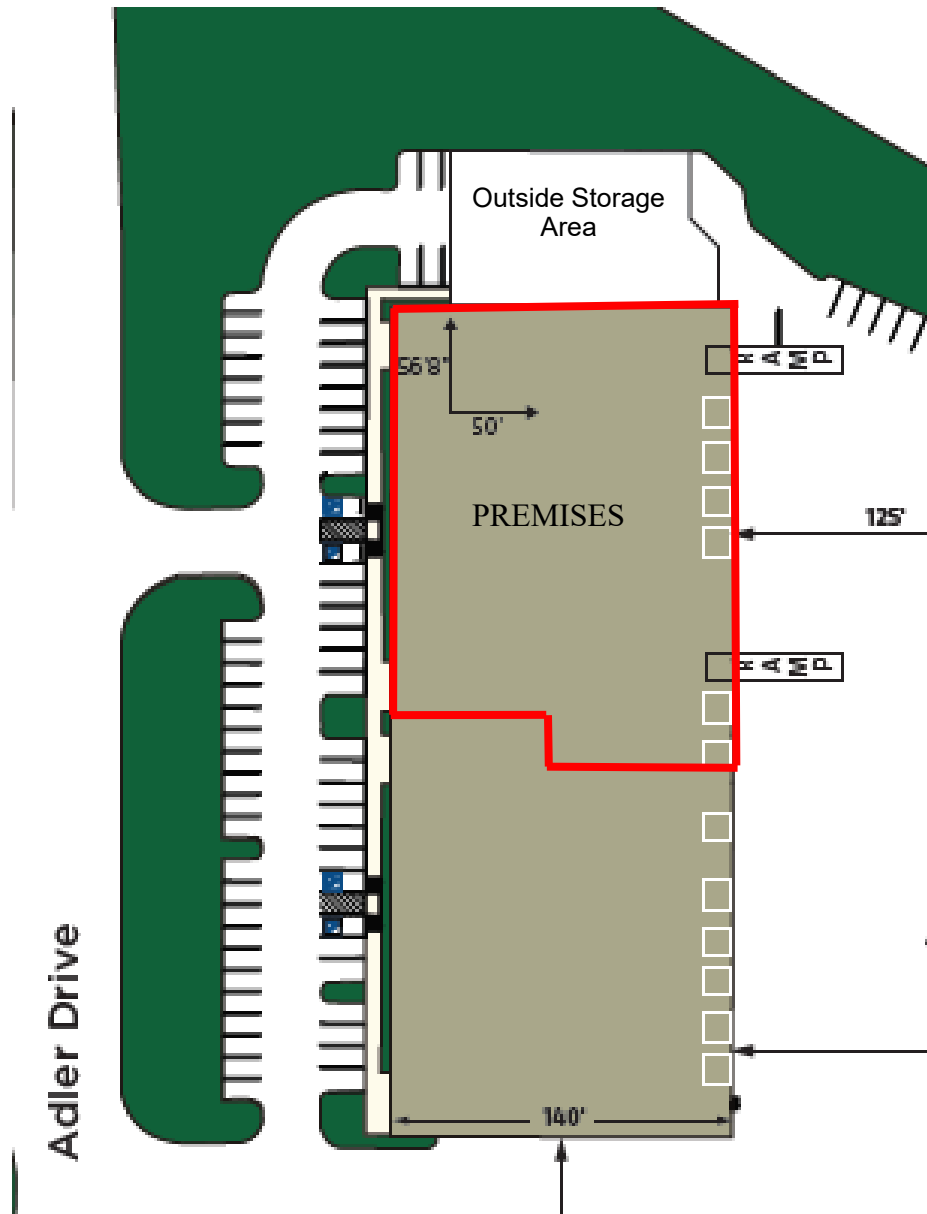 Outside Storage
Area
56'8"
50'
RAMP
PREMISES
125'
RAMP
Adler Drive
140'